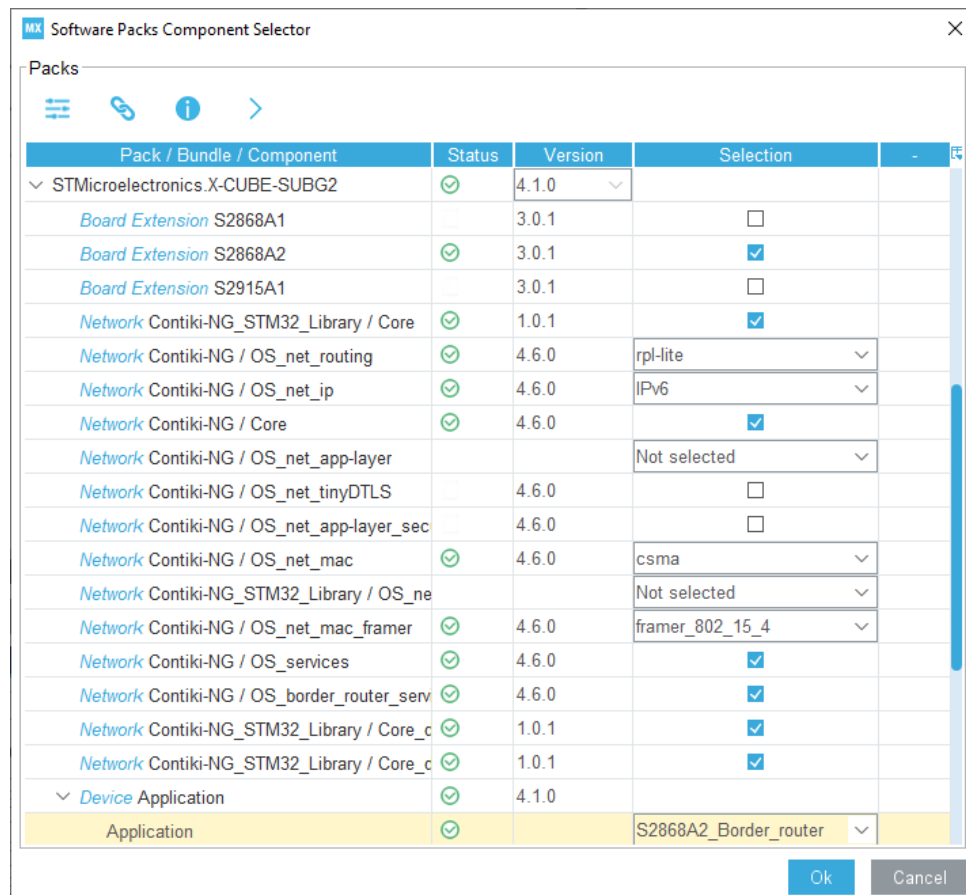 MX Software Packs Component Selector
Packs
Pack / Bundle / Component Status Version Selection -
STMicroelectronics.X-CUBE-SUBG2 4.1.0
Board Extension S2868A1 3.0.1
Board Extension S2868A2 3.0.1
Board Extension S2915A1 3.0.1
Network Contiki-NG_STM32_Library / Core 1.0.1
Network Contiki-NG / OS_net_routing 4.6.0 rpl-lite
Network Contiki-NG / OS_net_ip 4.6.0 IPv6
Network Contiki-NG / Core 4.6.0
Network Contiki-NG / OS_net_app-layer Not selected
Network Contiki-NG / OS_net_tinyDTLS 4.6.0
Network Contiki-NG / OS_net_app-layer_sec 4.6.0
Network Contiki-NG / OS_net_mac 4.6.0 csma
Network Contiki-NG_STM32_Library / OS_ne Not selected
Network Contiki-NG / OS_net_mac_framer 4.6.0 framer_802_15_4
Network Contiki-NG / OS_services 4.6.0
Network Contiki-NG / OS_border_router_serv 4.6.0
Network Contiki-NG_STM32_Library / Core_c 1.0.1
Network Contiki-NG_STM32_Library / Core_c 1.0.1
Device Application 4.1.0
Application S2868A2_Border_router
Ok Cancel